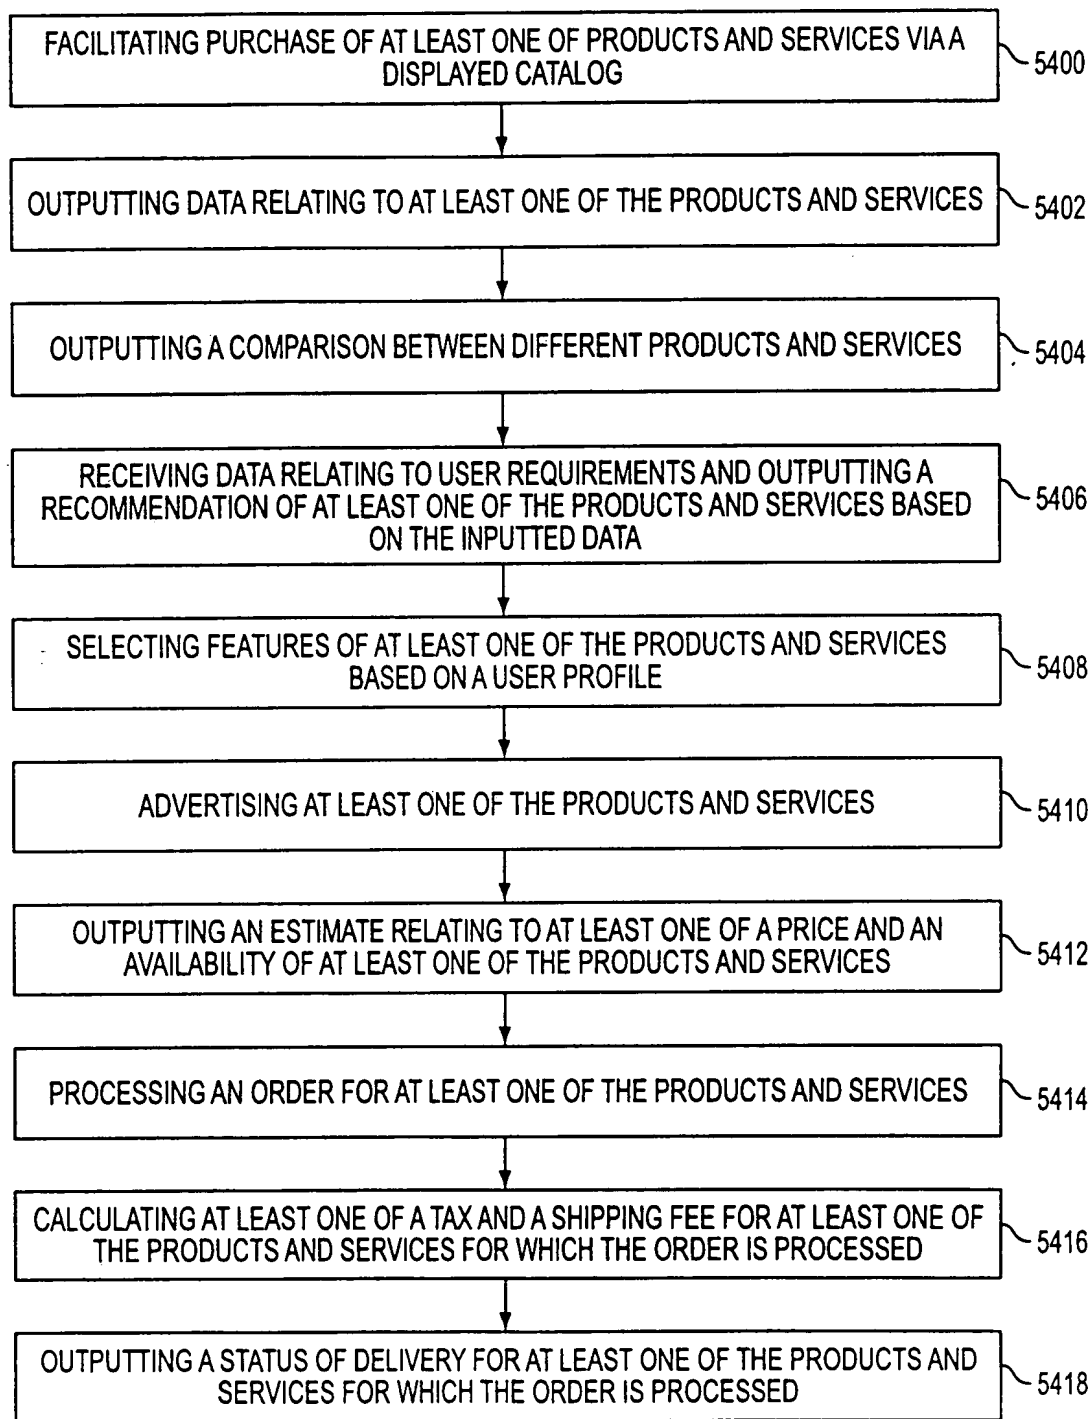 FACILITATING PURCHASE OF AT LEAST ONE OF PRODUCTS AND SERVICES VIA A
DISPLAYED CATALOG
5400
OUTPUTTING DATA RELATING TO AT LEAST ONE OF THE PRODUCTS AND SERVICES
5402
OUTPUTTING A COMPARISON BETWEEN DIFFERENT PRODUCTS AND SERVICES
5404
RECEIVING DATA RELATING TO USER REQUIREMENTS AND OUTPUTTING A
RECOMMENDATION OF AT LEAST ONE OF THE PRODUCTS AND SERVICES BASED
ON THE INPUTTED DATA
5406
SELECTING FEATURES OF AT LEAST ONE OF THE PRODUCTS AND SERVICES
BASED ON A USER PROFILE
5408
ADVERTISING AT LEAST ONE OF THE PRODUCTS AND SERVICES
5410
OUTPUTTING AN ESTIMATE RELATING TO AT LEAST ONE OF A PRICE AND AN
AVAILABILITY OF AT LEAST ONE OF THE PRODUCTS AND SERVICES
5412
PROCESSING AN ORDER FOR AT LEAST ONE OF THE PRODUCTS AND SERVICES
5414
CALCULATING AT LEAST ONE OF A TAX AND A SHIPPING FEE FOR AT LEAST ONE OF
THE PRODUCTS AND SERVICES FOR WHICH THE ORDER IS PROCESSED
5416
OUTPUTTING A STATUS OF DELIVERY FOR AT LEAST ONE OF THE PRODUCTS AND
SERVICES FOR WHICH THE ORDER IS PROCESSED
5418